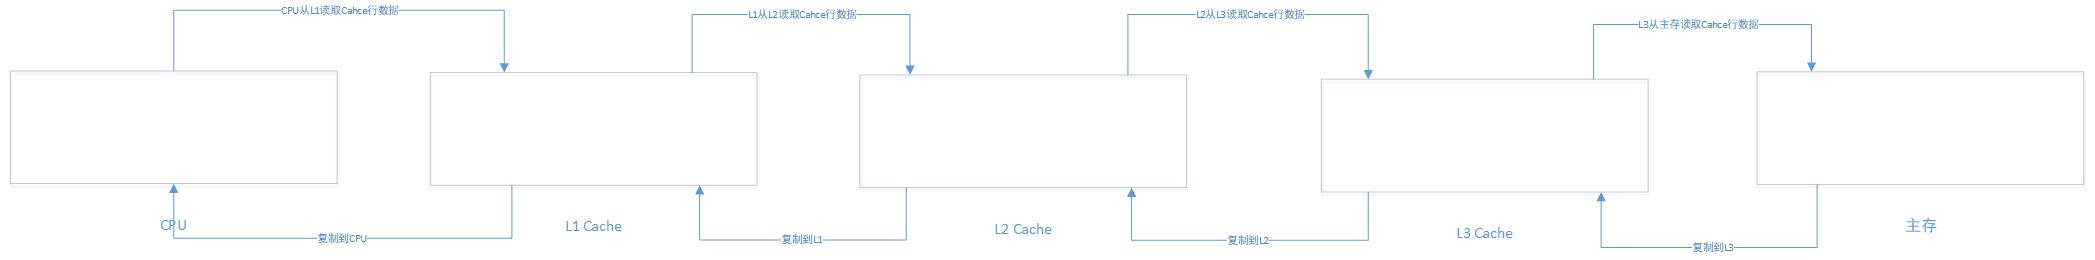 CPU从L1读取Cahce行数据
L1从L2读取Cahce行数据
L2从L3读取Cahce行数据
L3从主存读取Cahce行数据
CPU
L1 Cache
L2 Cache
L3 Cache
主存
复制到CPU
复制到L1
复制到L2
复制到L3